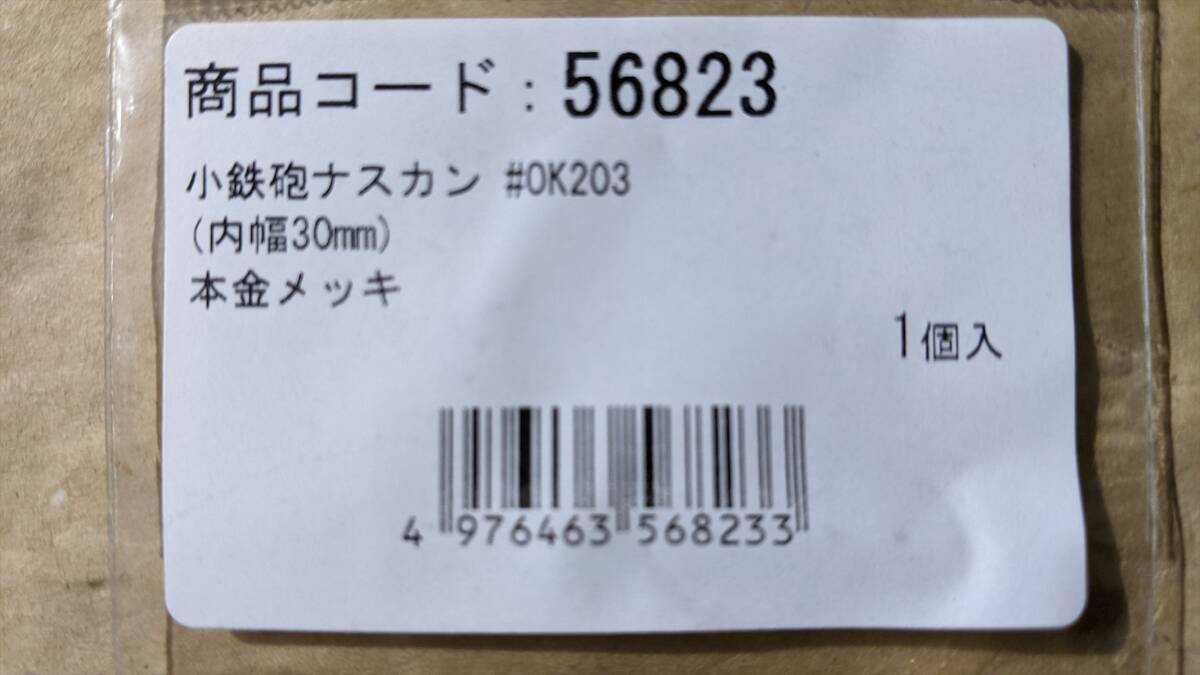 商品コード：56823
小鉄砲ナスカン #OK203
(内幅30mm)
本金メッキ
1個入
4 976463 568233